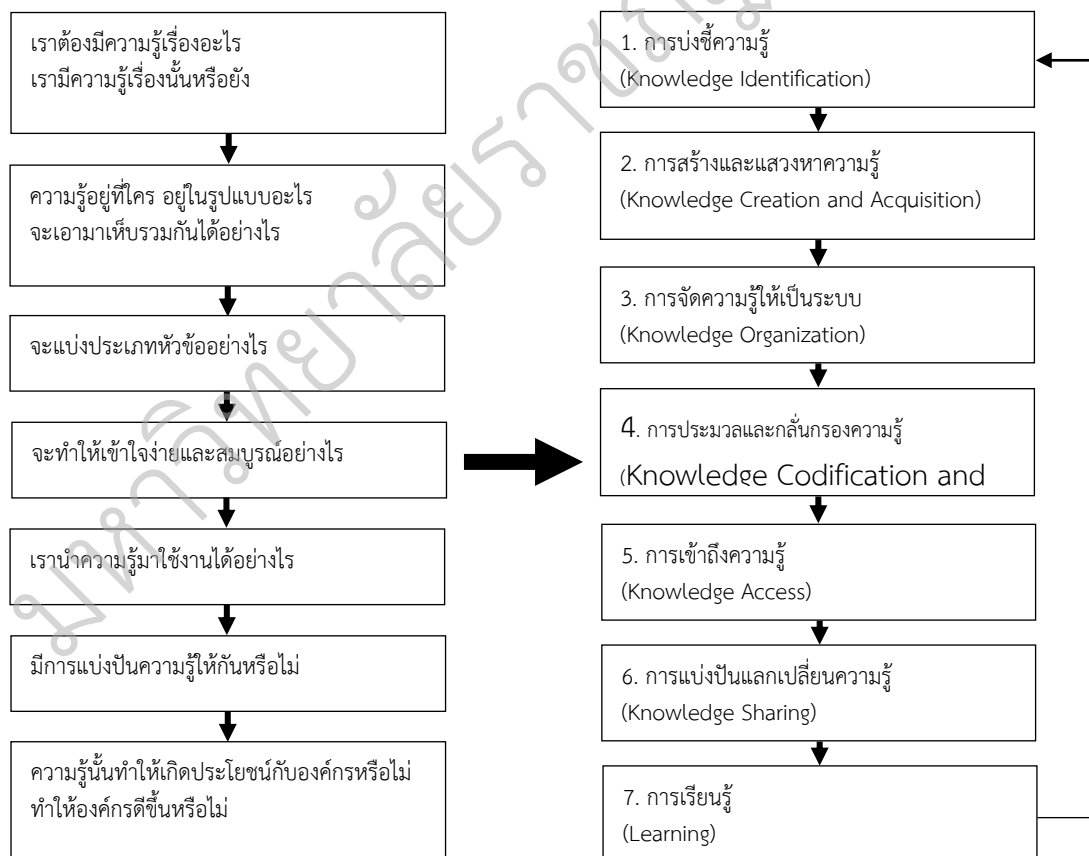 เราต้องมีความรู้เรื่องอะไร
เรามีความรู้เรื่องนั้นหรือยัง
ความรู้อยู่ที่ใคร อยู่ในรูปแบบอะไร
จะเอามาเห็บรวมกันได้อย่างไร
จะแบ่งประเภทหัวข้ออย่างไร
จะทำให้เข้าใจง่ายและสมบูรณ์อย่างไร
เรานำความรู้มาใช้งานได้อย่างไร
มีการแบ่งปันความรู้ให้กันหรือไม่
ความรู้นั้นทำให้เกิดประโยชน์กับองค์กรหรือไม่
ทำให้องค์กรดีขึ้นหรือไม่
1. การบ่งชี้ความรู้
(Knowledge Identification)
2. การสร้างและแสวงหาความรู้
(Knowledge Creation and Acquisition)
3. การจัดความรู้ให้เป็นระบบ
(Knowledge Organization)
4. การประมวลและกลั่นกรองความรู้
(Knowledge Codification and
5. การเข้าถึงความรู้
(Knowledge Access)
6. การแบ่งปันแลกเปลี่ยนความรู้
(Knowledge Sharing)
7. การเรียนรู้
(Learning)